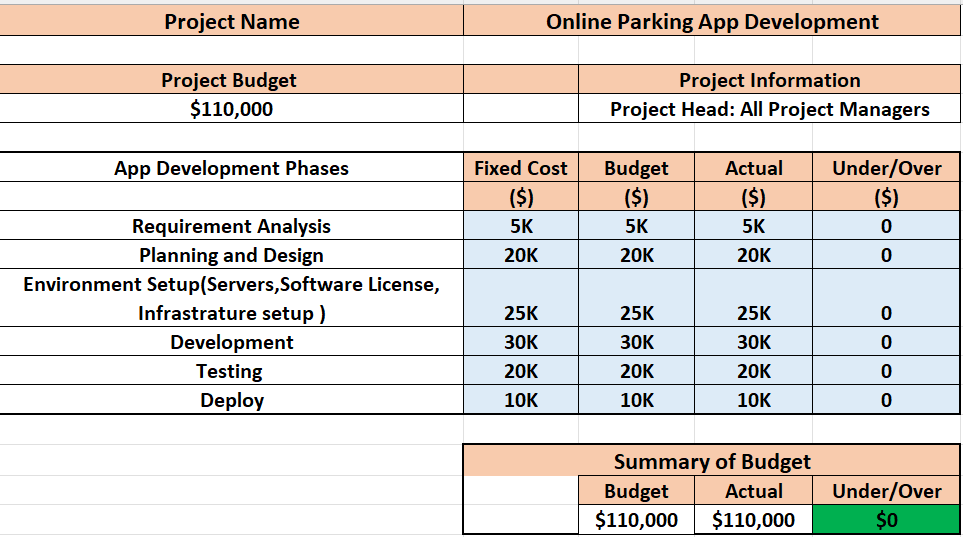 Project Name Online Parking App Development
Project Budget Project Information
$110,000 Project Head: All Project Managers
App Development Phases Fixed Cost Budget Actual Under/Over
($) ($) ($) ($)
Requirement Analysis 5K 5K 5K 0
Planning and Design 20K 20K 20K 0
Environment Setup(Servers,Software License,
Infrastrature setup ) 25K 25K 25K 0
Development 30K 30K 30K 0
Testing 20K 20K 20K 0
Deploy 10K 10K 10K 0
Summary of Budget
Budget Actual Under/Over
$110,000 $110,000 $0